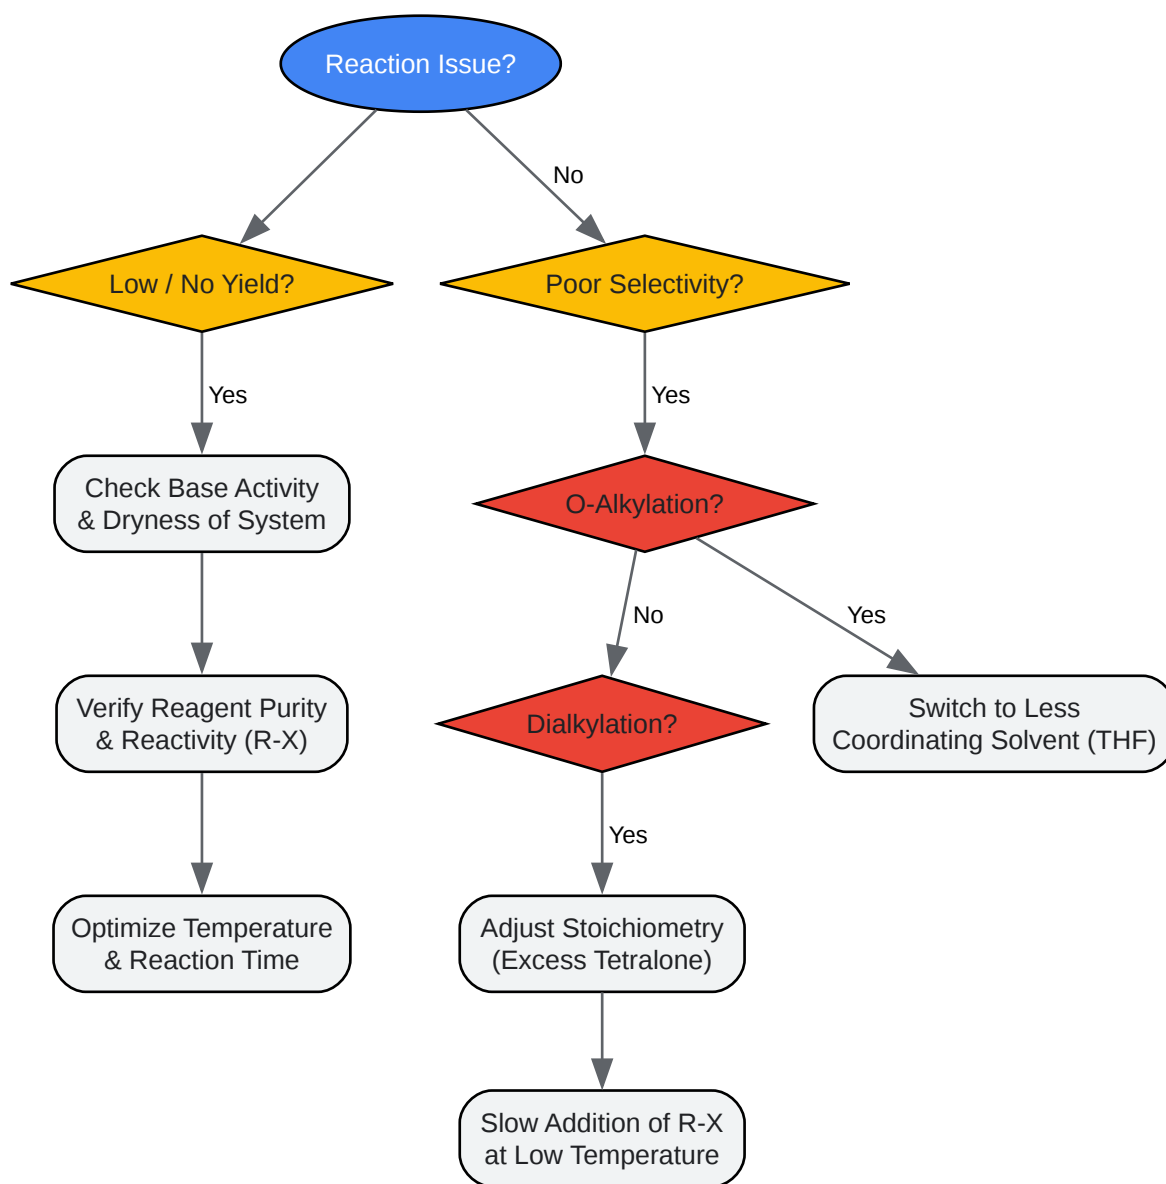 Reaction Issue?
No
Low / No Yield?
Poor Selectivity?
Yes
Yes
Check Base Activity
& Dryness of System
O-Alkylation?
No
Yes
Verify Reagent Purity
& Reactivity (R-X)
Dialkylation?
Switch to Less
Coordinating Solvent (THF)
Yes
Optimize Temperature
& Reaction Time
Adjust Stoichiometry
(Excess Tetralone)
Slow Addition of R-X
at Low Temperature